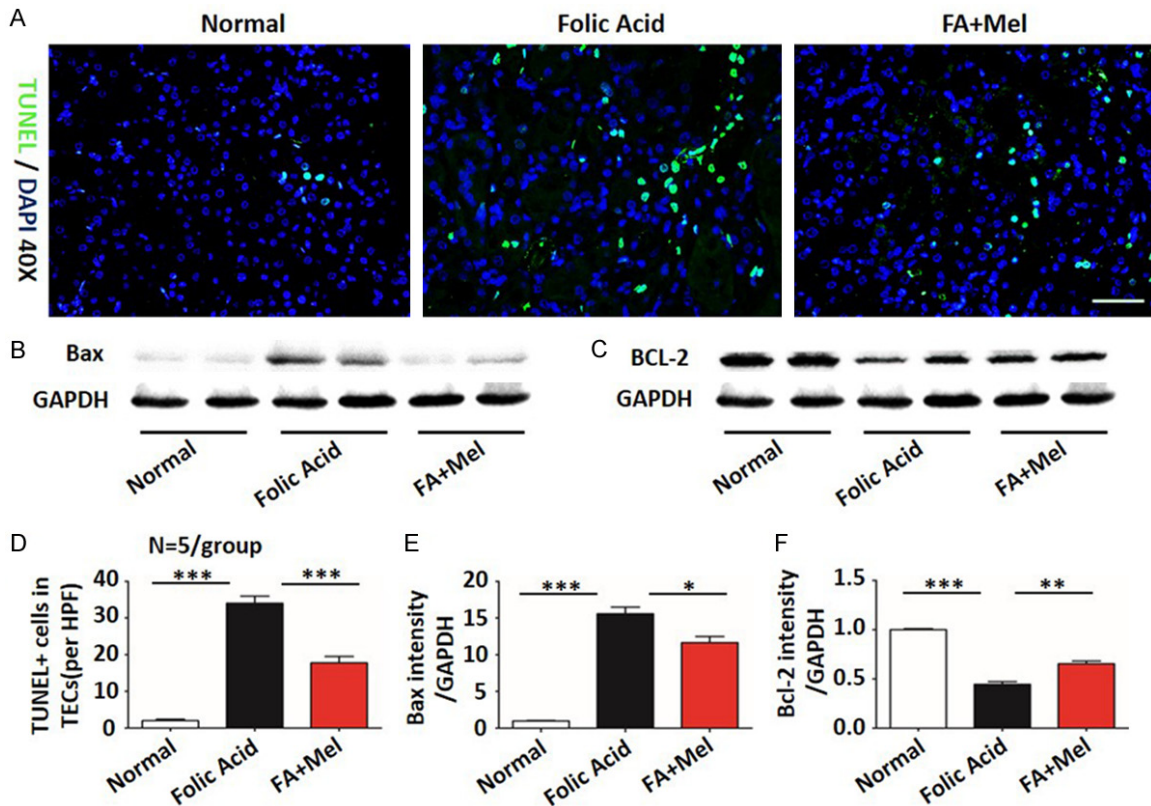 A
Normal
Folic Acid
FA+Mel
TUNEL / DAPI 40X
B
Bax
GAPDH
Normal
Folic Acid
FA+Mel
C
BCL-2
GAPDH
Normal
Folic Acid
FA+Mel
D
N=5/group
TUNEL+ cells in
TECs(per HPF)
40
30
20
10
0
***
***
Normal
Folic Acid
FA+Mel
E
Bax intensity
/GAPDH
20
15
10
5
0
***
*
Normal
Folic Acid
FA+Mel
F
Bcl-2 intensity
/GAPDH
1.5
1.0
0.5
0.0
***
**
Normal
Folic Acid
FA+Mel